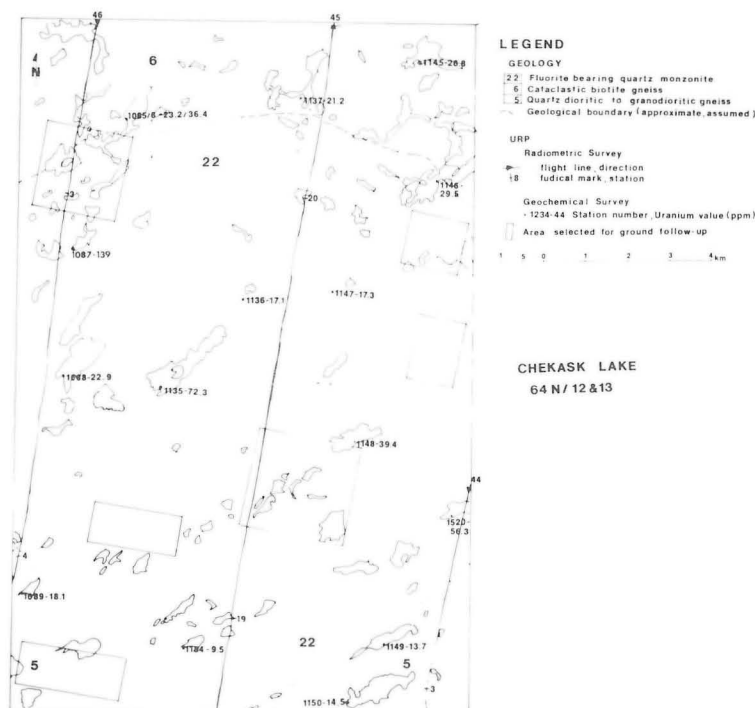 46
45
N
6
1145-26.8
1137-21.2
1085/6-23.2/36.4
22
1146-
29.5
3
20
1087-139
1136-17.1
1147-17.3
1088-22.9
1135-72.3
1148-39.4
44
1520-
56.3
4
1089-18.1
19
22
1184-9.5
1149-13.7
5
5
3
1150-14.5
LEGEND
GEOLOGY
22 Fluorite bearing quartz monzonite
6 Cataclastic biotite gneiss
5 Quartz dioritic to granodioritic gneiss
Geological boundary (approximate, assumed)
URP
Radiometric Survey
flight line, direction
18 fudical mark, station
Geochemical Survey
1234-44 Station number, Uranium value (ppm)
Area selected for ground follow-up
1 5 0 1 2 3 4 km
CHEKASK LAKE
64 N / 12 & 13